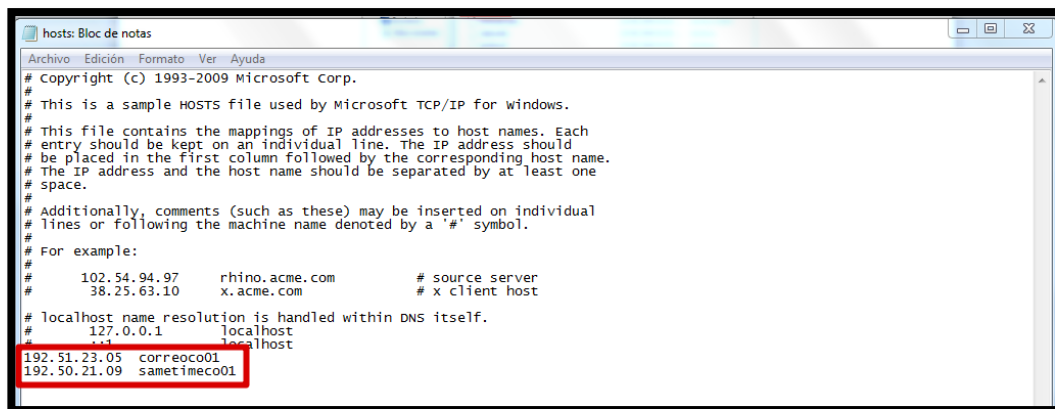 hosts: Bloc de notas
Archivo Edición Formato Ver Ayuda
# Copyright (c) 1993-2009 Microsoft Corp.
#
# This is a sample HOSTS file used by Microsoft TCP/IP for Windows.
#
# This file contains the mappings of IP addresses to host names. Each
# entry should be kept on an individual line. The IP address should
# be placed in the first column followed by the corresponding host name.
# The IP address and the host name should be separated by at least one
# space.
#
# Additionally, comments (such as these) may be inserted on individual
# lines or following the machine name denoted by a '#' symbol.
#
# For example:
#
#      102.54.94.97     rhino.acme.com          # source server
#       38.25.63.10     x.acme.com              # x client host

# localhost name resolution is handled within DNS itself.
#       127.0.0.1       localhost
#       ::1             localhost
192.51.23.05  correoco01
192.50.21.09  sametimeco01